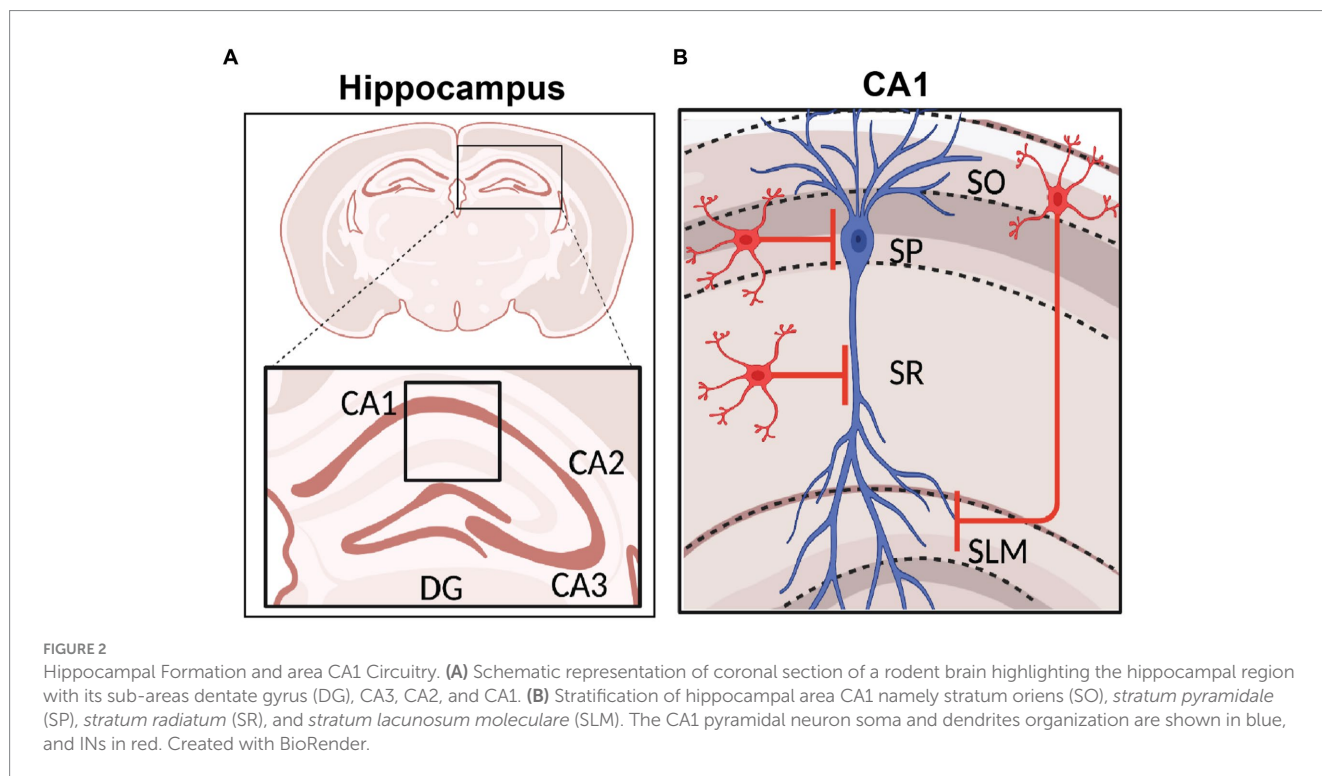 A
Hippocampus
CA1
CA2
CA3
DG
B
CA1
SO
SP
SR
SLM
FIGURE 2
Hippocampal Formation and area CA1 Circuitry. (A) Schematic representation of coronal section of a rodent brain highlighting the hippocampal region
with its sub-areas dentate gyrus (DG), CA3, CA2, and CA1. (B) Stratification of hippocampal area CA1 namely stratum oriens (SO), stratum pyramidale
(SP), stratum radiatum (SR), and stratum lacunosum moleculare (SLM). The CA1 pyramidal neuron soma and dendrites organization are shown in blue,
and INs in red. Created with BioRender.